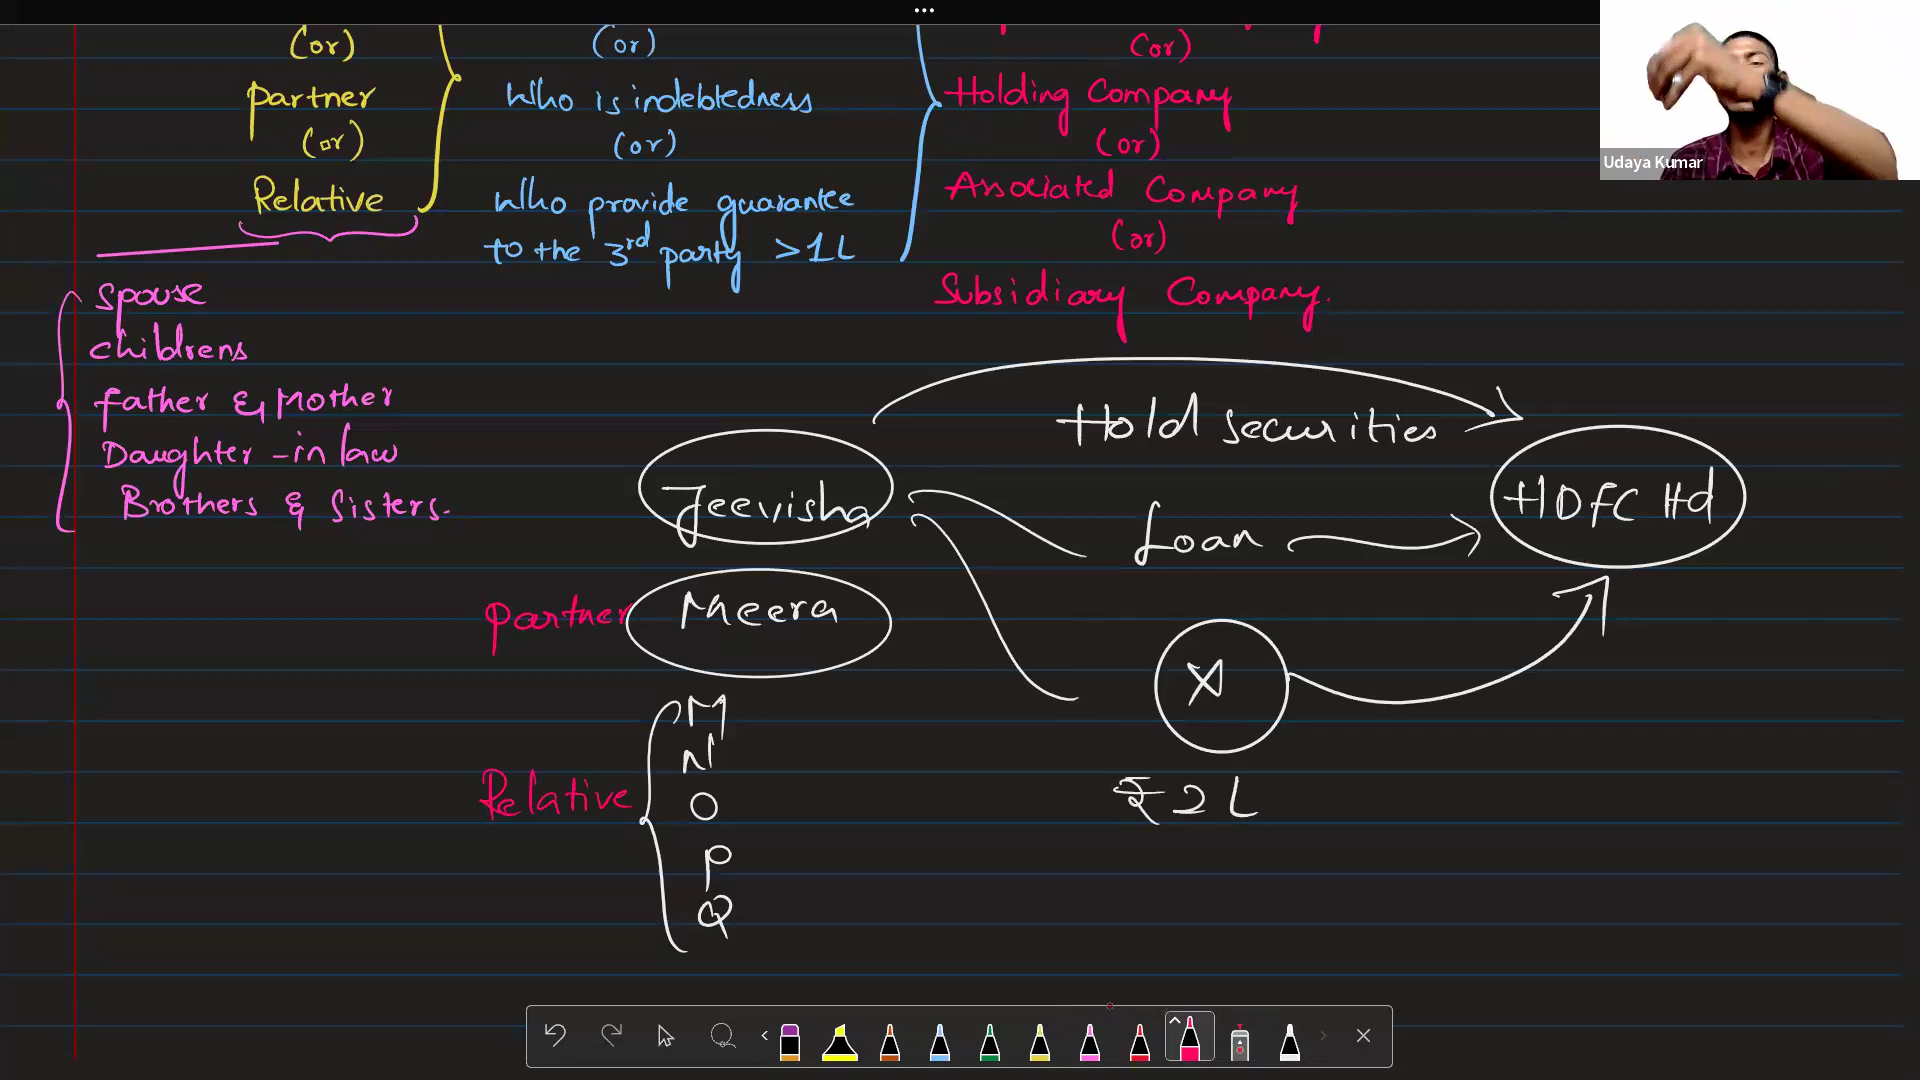 (or)
partner
(or)
Relative
(or)
Who is indebtedness
(or)
Who provide guarantee
to the 3rd party >1L
(or)
Holding Company
(or)
Associated Company
(or)
Subsidiary Company.
Udaya Kumar
Spouse
childrens
father & Mother
Daughter-in law
Brothers & Sisters.
Hold securities
Jeevisha
HDFC Hd
Loan
partner
Meera
X
M
N
Relative
O
₹2L
P
Q